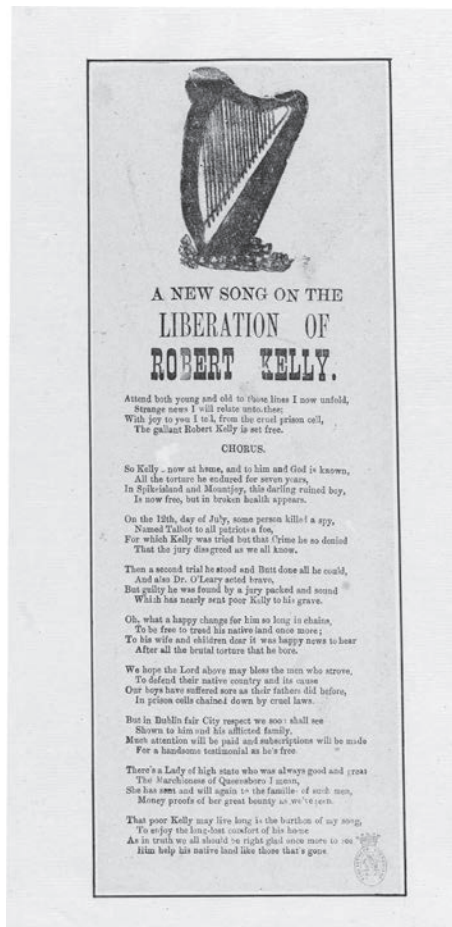 A NEW SONG ON THE
LIBERATION OF
ROBERT KELLY.
Attend both young and old to those lines I now unfold,
Strange news I will relate unto thee;
With joy to you I tell, from the cruel prison cell,
The gallant Robert Kelly is set free.
CHORUS.
So Kelly now at home, and to him and God is known,
All the torture he endured for seven years,
In Spikeisland and Mountjoy, this darling ruined boy,
Is now free, but in broken health appears.
On the 12th, day of July, some person killed a spy,
Named Talbot to all patriots a foe,
For which Kelly was tried but that Crime he so denied
That the jury disagreed as we all know.
Then a second trial he stood and Butt done all he could,
And also Dr. O'Leary acted brave,
But guilty he was found by a jury packed and sound
Which has nearly sent poor Kelly to his grave.
Oh, what a happy change for him so long in chains,
To be free to tread his native land once more;
To his wife and children dear it was happy news to hear
After all the brutal torture that he bore.
We hope the Lord above may bless the men who strove,
To defend their native country and its cause
Our boys have suffered sore as their fathers did before,
In prison cells chained down by cruel laws.
But in Dublin fair City respect we soon shall see
Shown to him and his afflicted family,
Much attention will be paid and subscriptions will be made
For a handsome testimonial as he's free
There's a Lady of high state who was always good and great
The Marchioness of Queensboro I mean,
She has sent and will again to the families of such men,
Money proofs of her great bounty as we've seen.
That poor Kelly may live long is the burthen of my song,
To enjoy the long-lost comfort of his home
As in truth we all should be right glad once more to see
Him help his native land like those that's gone